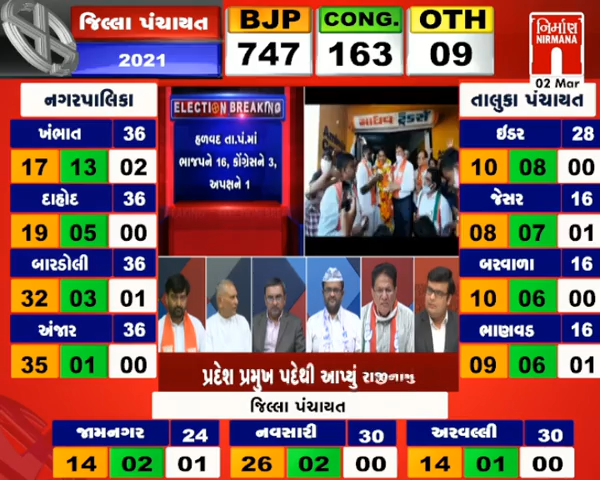 જિલ્લા પંચાયત
2021
BJP CONG. OTH
747 163 09
નિર્માણ
NIRMANA
02 Mar
નગરપાલિકા
ખંભાત 36
17 13 02
દાહોદ 36
19 05 00
બારડોલી 36
32 03 01
અંજાર 36
35 01 00
ELECTION BREAKING
હળવદ તા.પં.માં
ભાજપને 16, કોંગ્રેસને 3,
અપક્ષને 1
માધવ
તાલુકા પંચાયત
ઈડર 28
10 08 00
જેસર 16
08 07 01
બરવાળા 16
10 06 00
ભાણવડ 16
09 06 01
પ્રદેશ પ્રમુખ પદેથી આપ્યું રાજીનામુ
જિલ્લા પંચાયત
જામનગર 24
14 02 01
નવસારી 30
26 02 00
અરવલ્લી 30
14 01 00